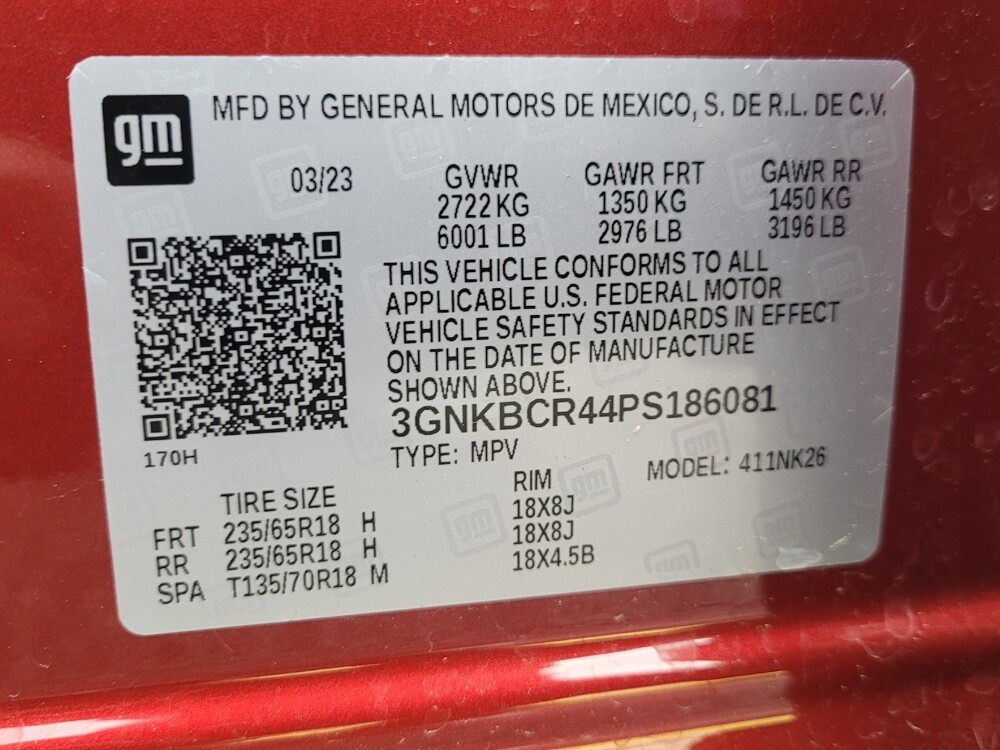 gm
MFD BY GENERAL MOTORS DE MEXICO, S. DE R.L. DE C.V.
03/23
GVWR GAWR FRT GAWR RR
2722 KG 1350 KG 1450 KG
6001 LB 2976 LB 3196 LB
THIS VEHICLE CONFORMS TO ALL
APPLICABLE U.S. FEDERAL MOTOR
VEHICLE SAFETY STANDARDS IN EFFECT
ON THE DATE OF MANUFACTURE
SHOWN ABOVE.
3GNKBCR44PS186081
170H
TYPE: MPV MODEL: 411NK26
TIRE SIZE RIM
FRT 235/65R18 H 18X8J
RR 235/65R18 H 18X8J
SPA T135/70R18 M 18X4.5B